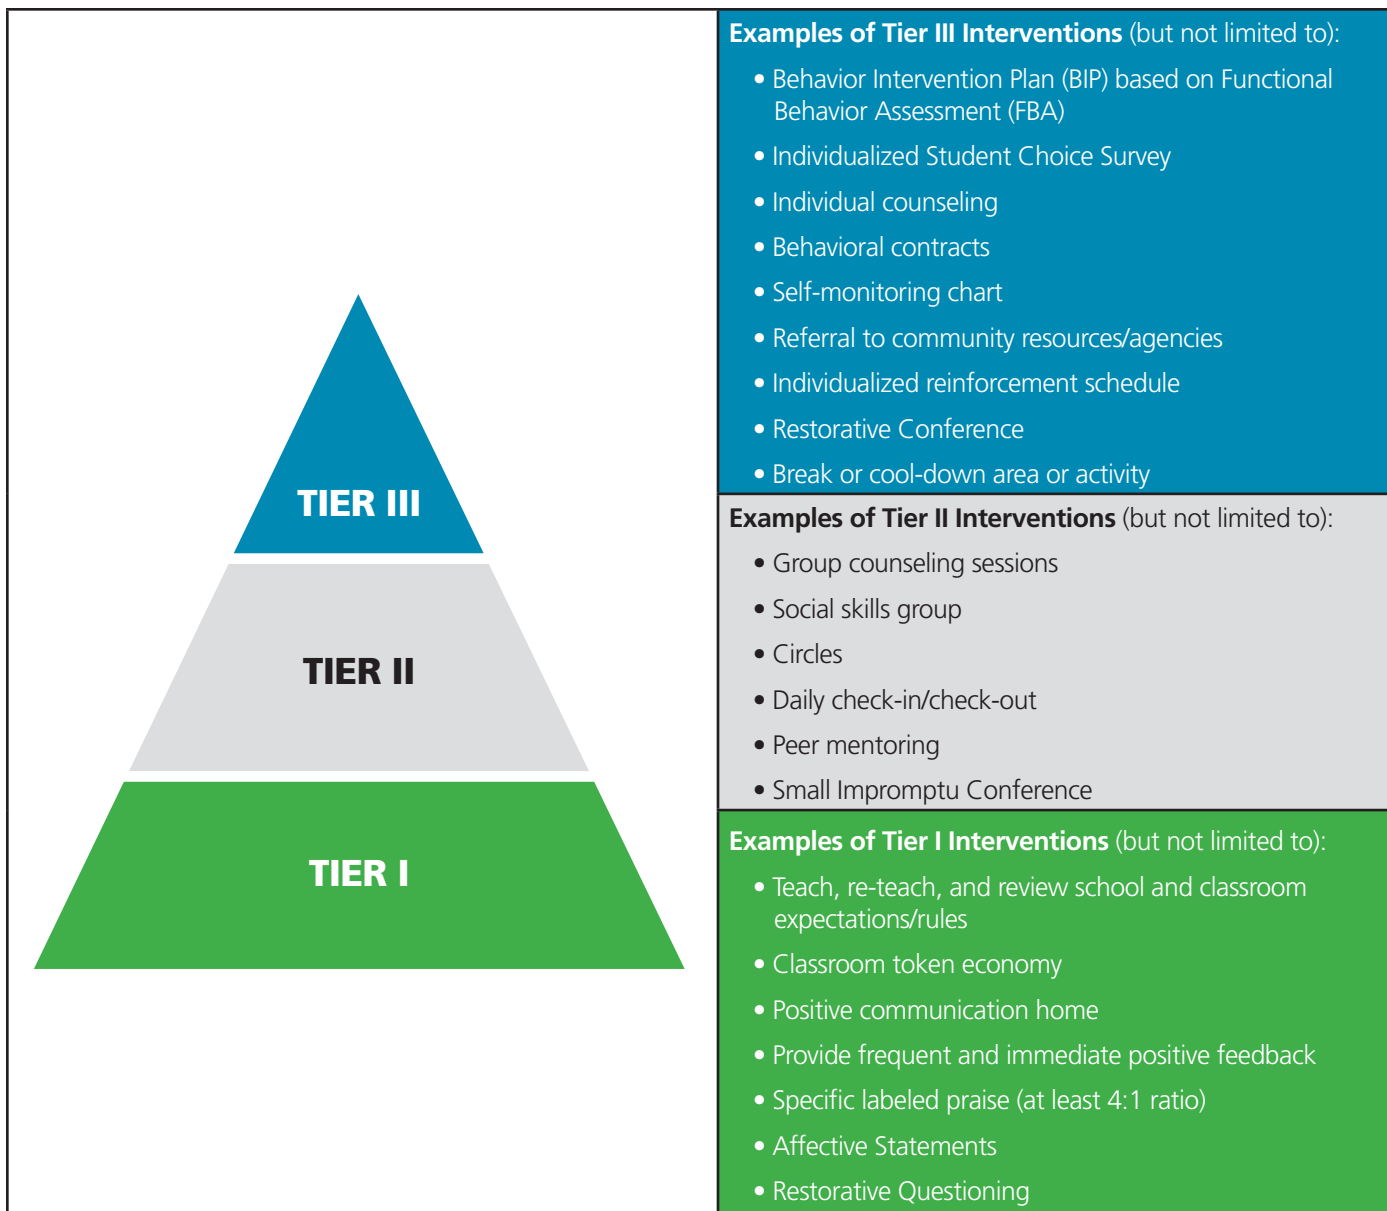 TIER III
TIER II
TIER I
Examples of Tier III Interventions (but not limited to):
• Behavior Intervention Plan (BIP) based on Functional
Behavior Assessment (FBA)
• Individualized Student Choice Survey
• Individual counseling
• Behavioral contracts
• Self-monitoring chart
• Referral to community resources/agencies
• Individualized reinforcement schedule
• Restorative Conference
• Break or cool-down area or activity
Examples of Tier II Interventions (but not limited to):
• Group counseling sessions
• Social skills group
• Circles
• Daily check-in/check-out
• Peer mentoring
• Small Impromptu Conference
Examples of Tier I Interventions (but not limited to):
• Teach, re-teach, and review school and classroom
expectations/rules
• Classroom token economy
• Positive communication home
• Provide frequent and immediate positive feedback
• Specific labeled praise (at least 4:1 ratio)
• Affective Statements
• Restorative Questioning